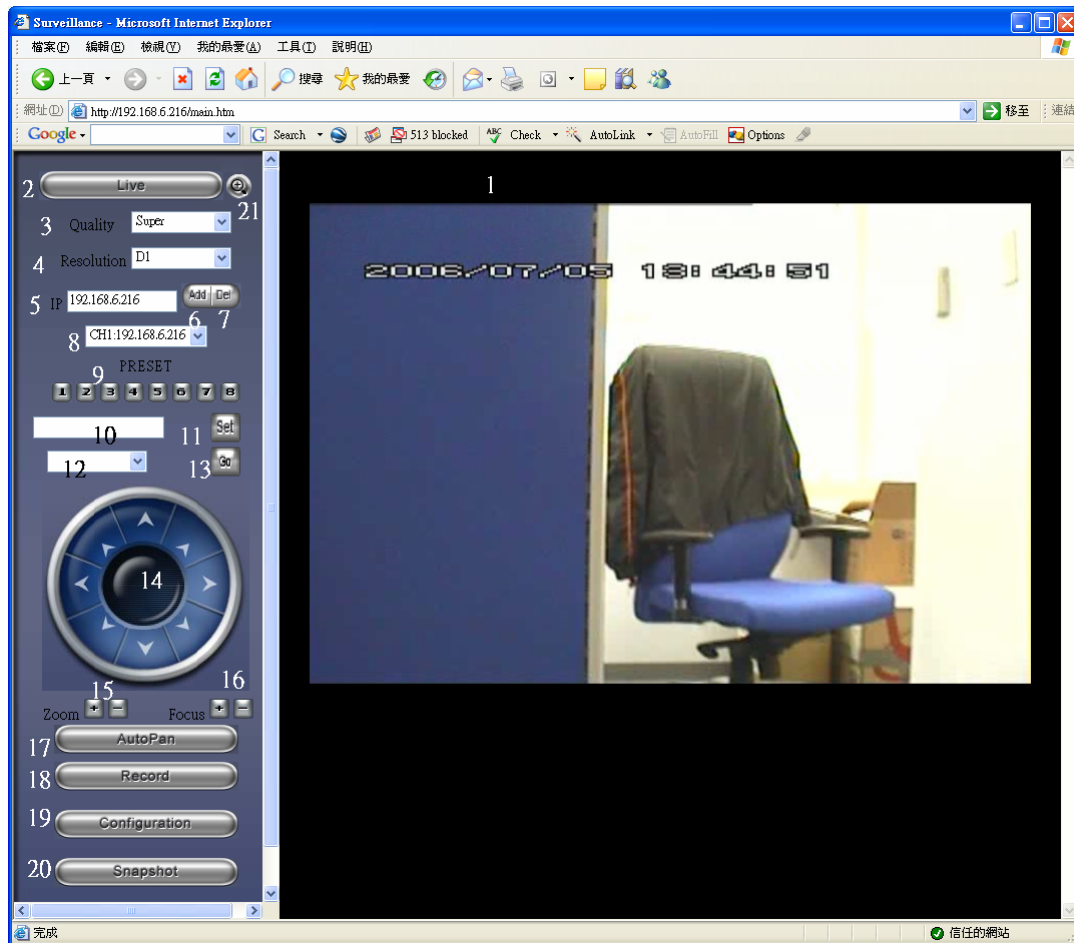 Surveillance - Microsoft Internet Explorer
檔案(F) 編輯(E) 檢視(V) 我的最愛(A) 工具(T) 說明(H)
上一頁 搜尋 我的最愛
網址(D) http://192.168.6.216/main.htm 移至 連結
Google Search 513 blocked ABC Check AutoLink AutoFill Options
1
2 Live
21
3 Quality Super
4 Resolution D1
5 IP 192.168.6.216 Add Del
6 7
8 CH1:192.168.6.216
PRESET
9
1 2 3 4 5 6 7 8
10 11 Set
12 13 Go
14
15 16
Zoom + - Focus + -
17 AutoPan
18 Record
19 Configuration
20 Snapshot
2006/07/05 18:44:51
完成 信任的網站